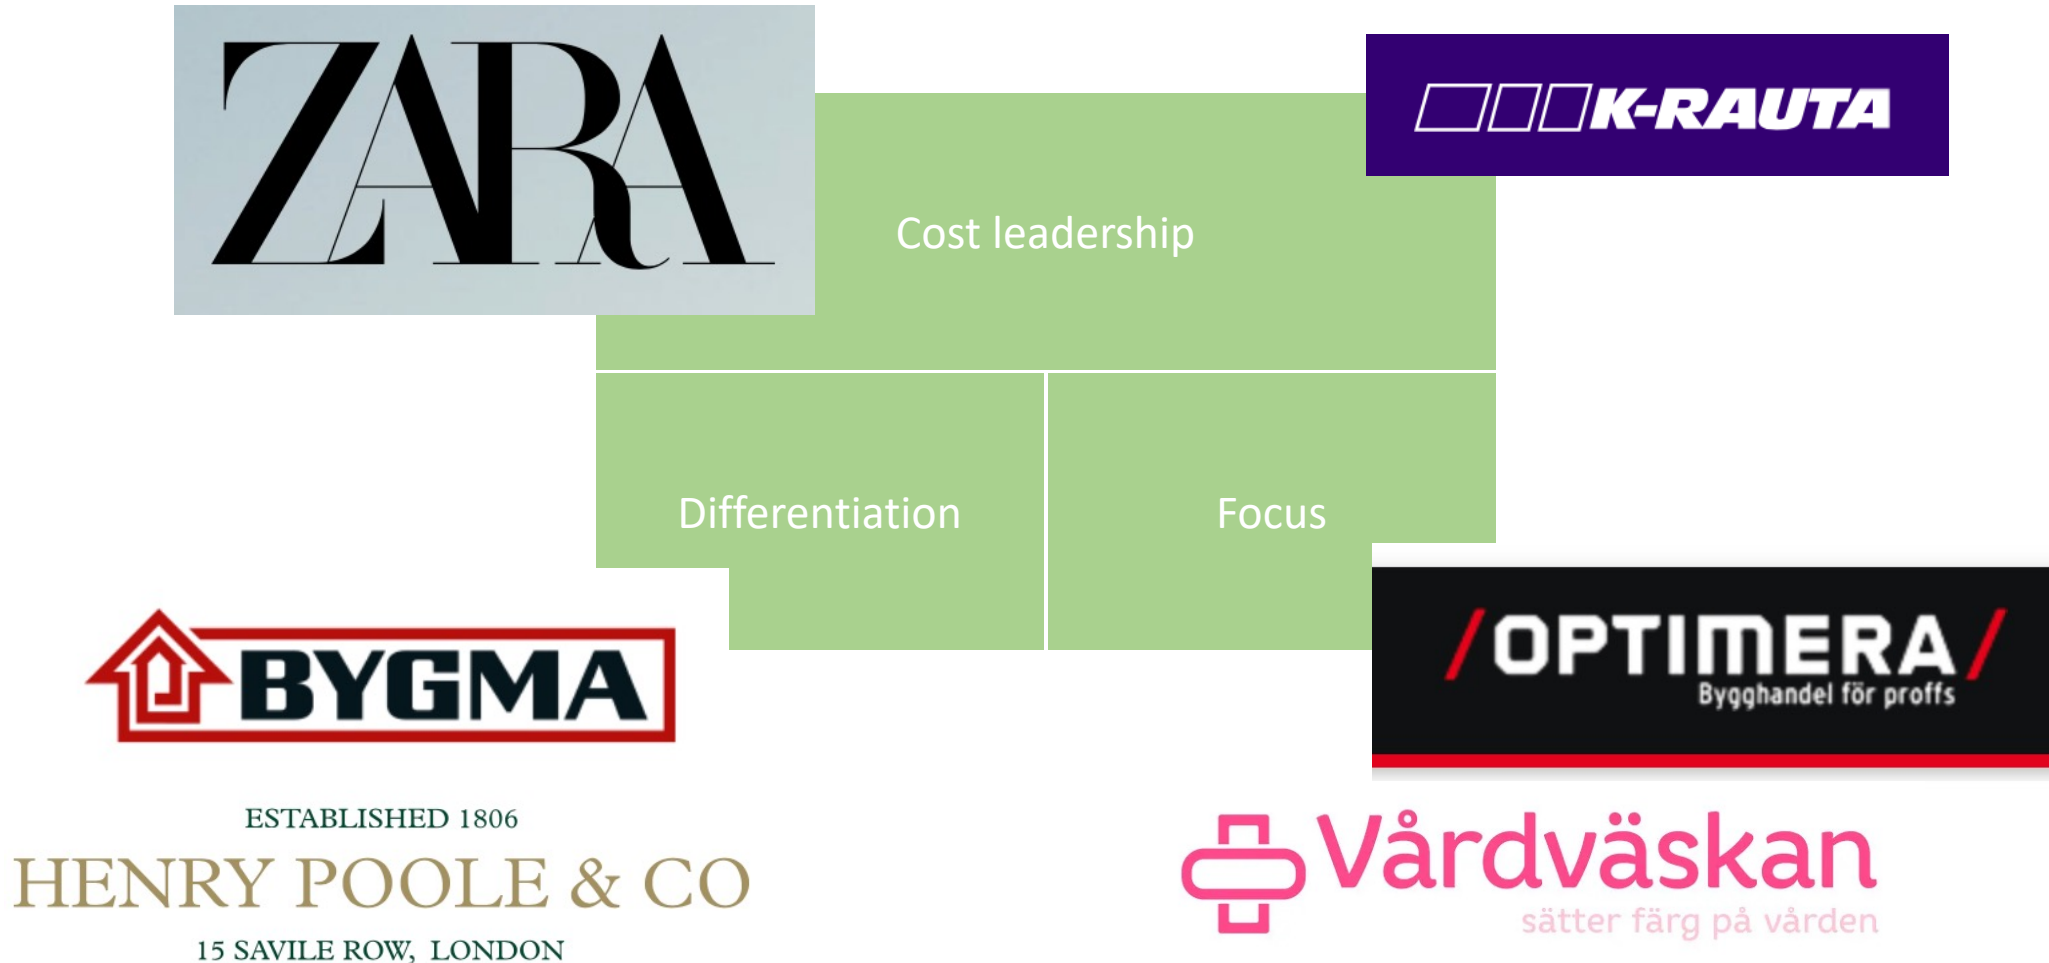 ZARA
K-RAUTA
Cost leadership
Differentiation
Focus
BYGMA
/OPTIMERA/
Bygghandel för proffs
ESTABLISHED 1806
HENRY POOLE & CO
15 SAVILE ROW, LONDON
Vårdväskan
sätter färg på vården